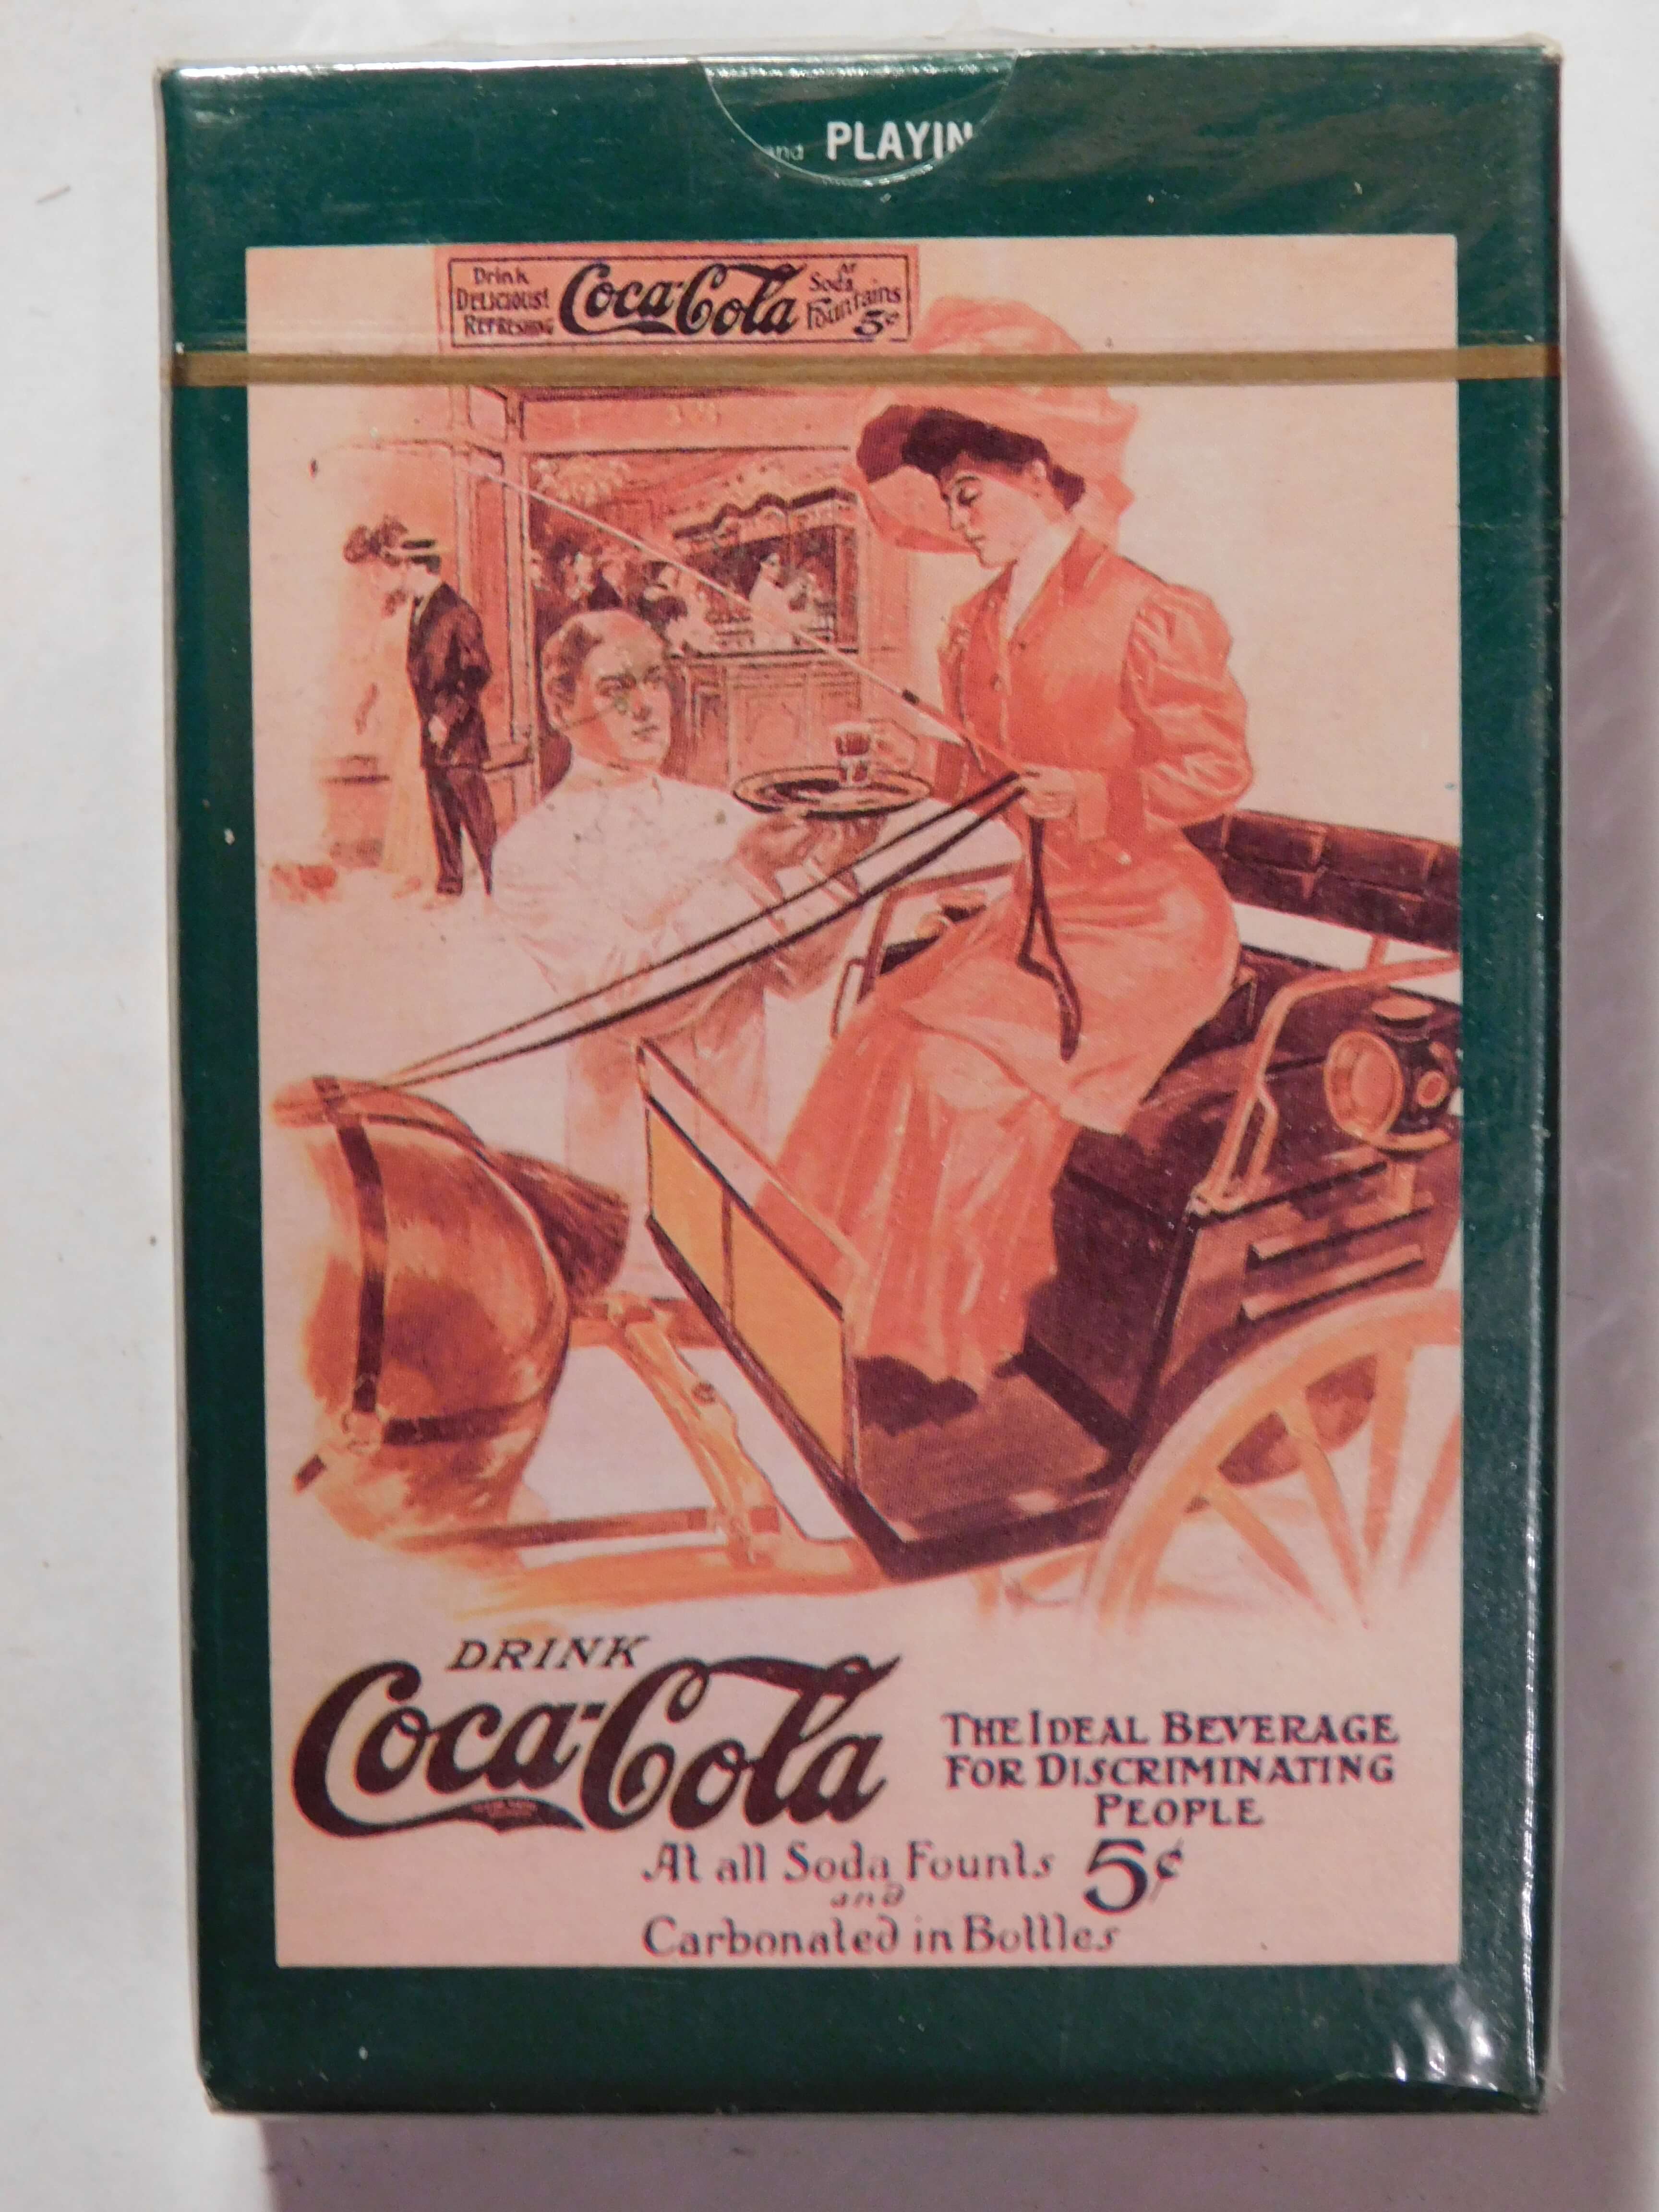 and PLAYIN
Drink
DELICIOUS!
REFRESHING
Coca-Cola
AT
Soda
Fountains
5¢
DRINK
Coca-Cola
THE IDEAL BEVERAGE
FOR DISCRIMINATING
PEOPLE
At all Soda Founts 5¢
and
Carbonated in Bottles